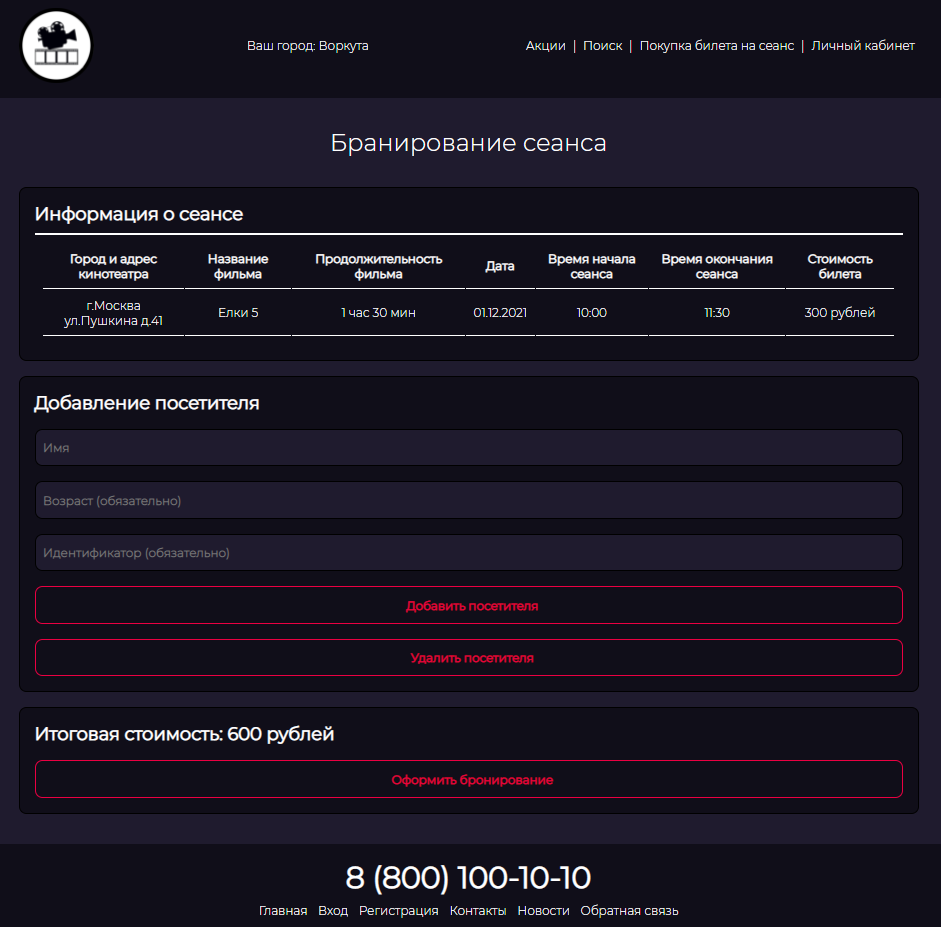 Ваш город: Воркута
Акции | Поиск | Покупка билета на сеанс | Личный кабинет
Бранирование сеанса
Информация о сеансе
Город и адрес кинотеатра
Название фильма
Продолжительность фильма
Дата
Время начала сеанса
Время окончания сеанса
Стоимость билета
г.Москва ул.Пушкина д.41
Елки 5
1 час 30 мин
01.12.2021
10:00
11:30
300 рублей
Добавление посетителя
Имя
Возраст (обязательно)
Идентификатор (обязательно)
Добавить посетителя
Удалить посетителя
Итоговая стоимость: 600 рублей
Оформить бронирование
8 (800) 100-10-10
Главная Вход Регистрация Контакты Новости Обратная связь